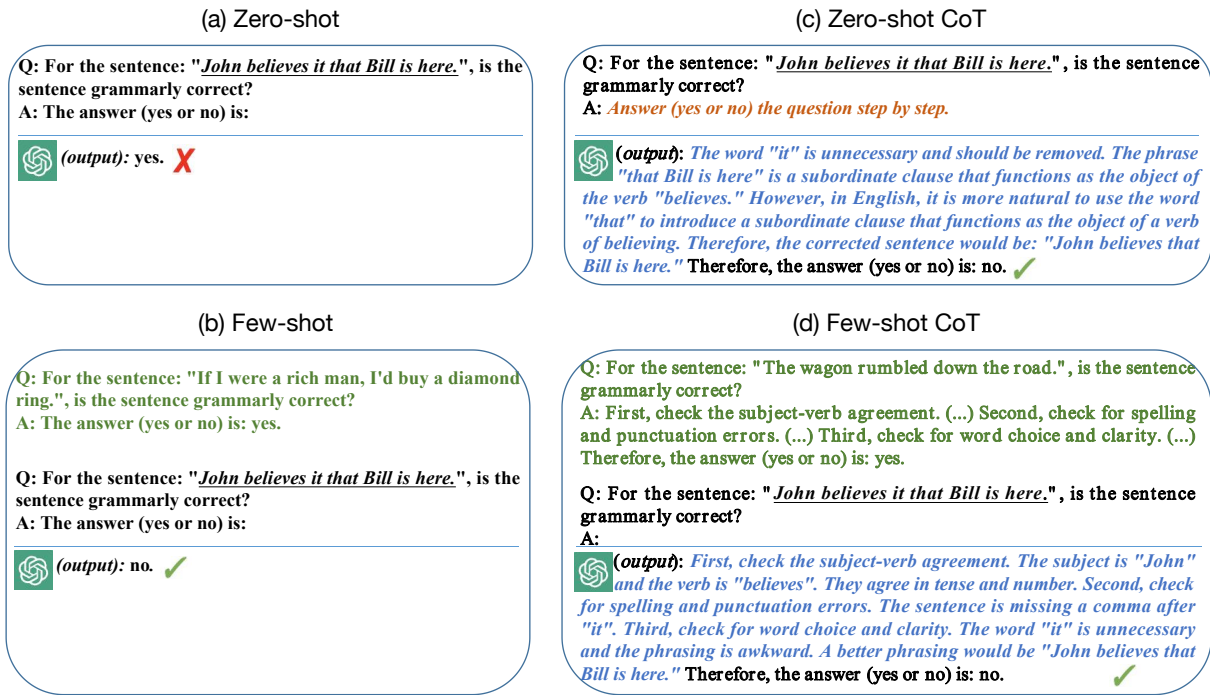 (a) Zero-shot
Q: For the sentence: "John believes it that Bill is here.", is the
sentence grammarly correct?
A: The answer (yes or no) is:
(output): yes.
(b) Few-shot
Q: For the sentence: "If I were a rich man, I'd buy a diamond
ring.", is the sentence grammarly correct?
A: The answer (yes or no) is: yes.
Q: For the sentence: "John believes it that Bill is here.", is the
sentence grammarly correct?
A: The answer (yes or no) is:
(output): no.
(c) Zero-shot CoT
Q: For the sentence: "John believes it that Bill is here.", is the sentence
grammarly correct?
A: Answer (yes or no) the question step by step.
(output): The word "it" is unnecessary and should be removed. The phrase
"that Bill is here" is a subordinate clause that functions as the object of
the verb "believes." However, in English, it is more natural to use the word
"that" to introduce a subordinate clause that functions as the object of a verb
of believing. Therefore, the corrected sentence would be: "John believes that
Bill is here." Therefore, the answer (yes or no) is: no.
(d) Few-shot CoT
Q: For the sentence: "The wagon rumbled down the road.", is the sentence
grammarly correct?
A: First, check the subject-verb agreement. (...) Second, check for spelling
and punctuation errors. (...) Third, check for word choice and clarity. (...)
Therefore, the answer (yes or no) is: yes.
Q: For the sentence: "John believes it that Bill is here.", is the sentence
grammarly correct?
A:
(output): First, check the subject-verb agreement. The subject is "John"
and the verb is "believes". They agree in tense and number. Second, check
for spelling and punctuation errors. The sentence is missing a comma after
"it". Third, check for word choice and clarity. The word "it" is unnecessary
and the phrasing is awkward. A better phrasing would be "John believes that
Bill is here." Therefore, the answer (yes or no) is: no.